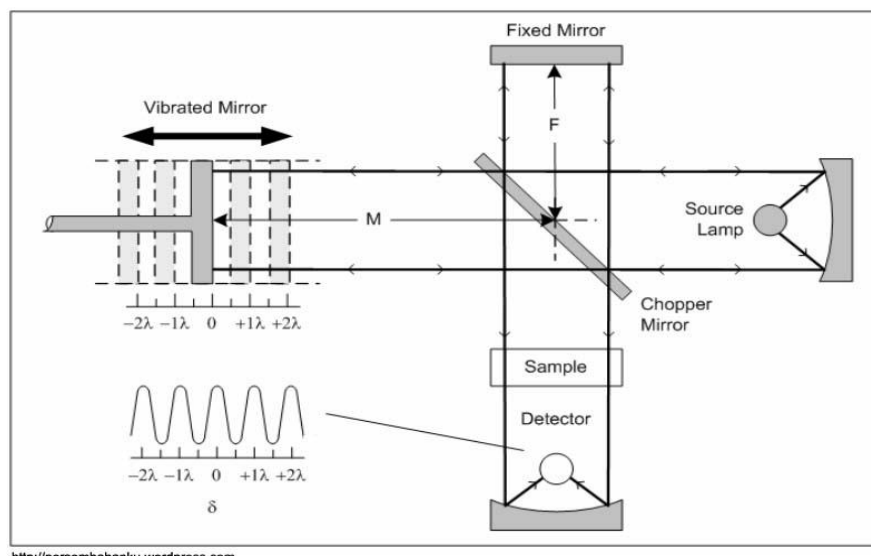 Fixed Mirror
Vibrated Mirror
F
M
Source
Lamp
Chopper
Mirror
−2λ −1λ 0 +1λ +2λ
Sample
Detector
−2λ −1λ 0 +1λ +2λ
δ